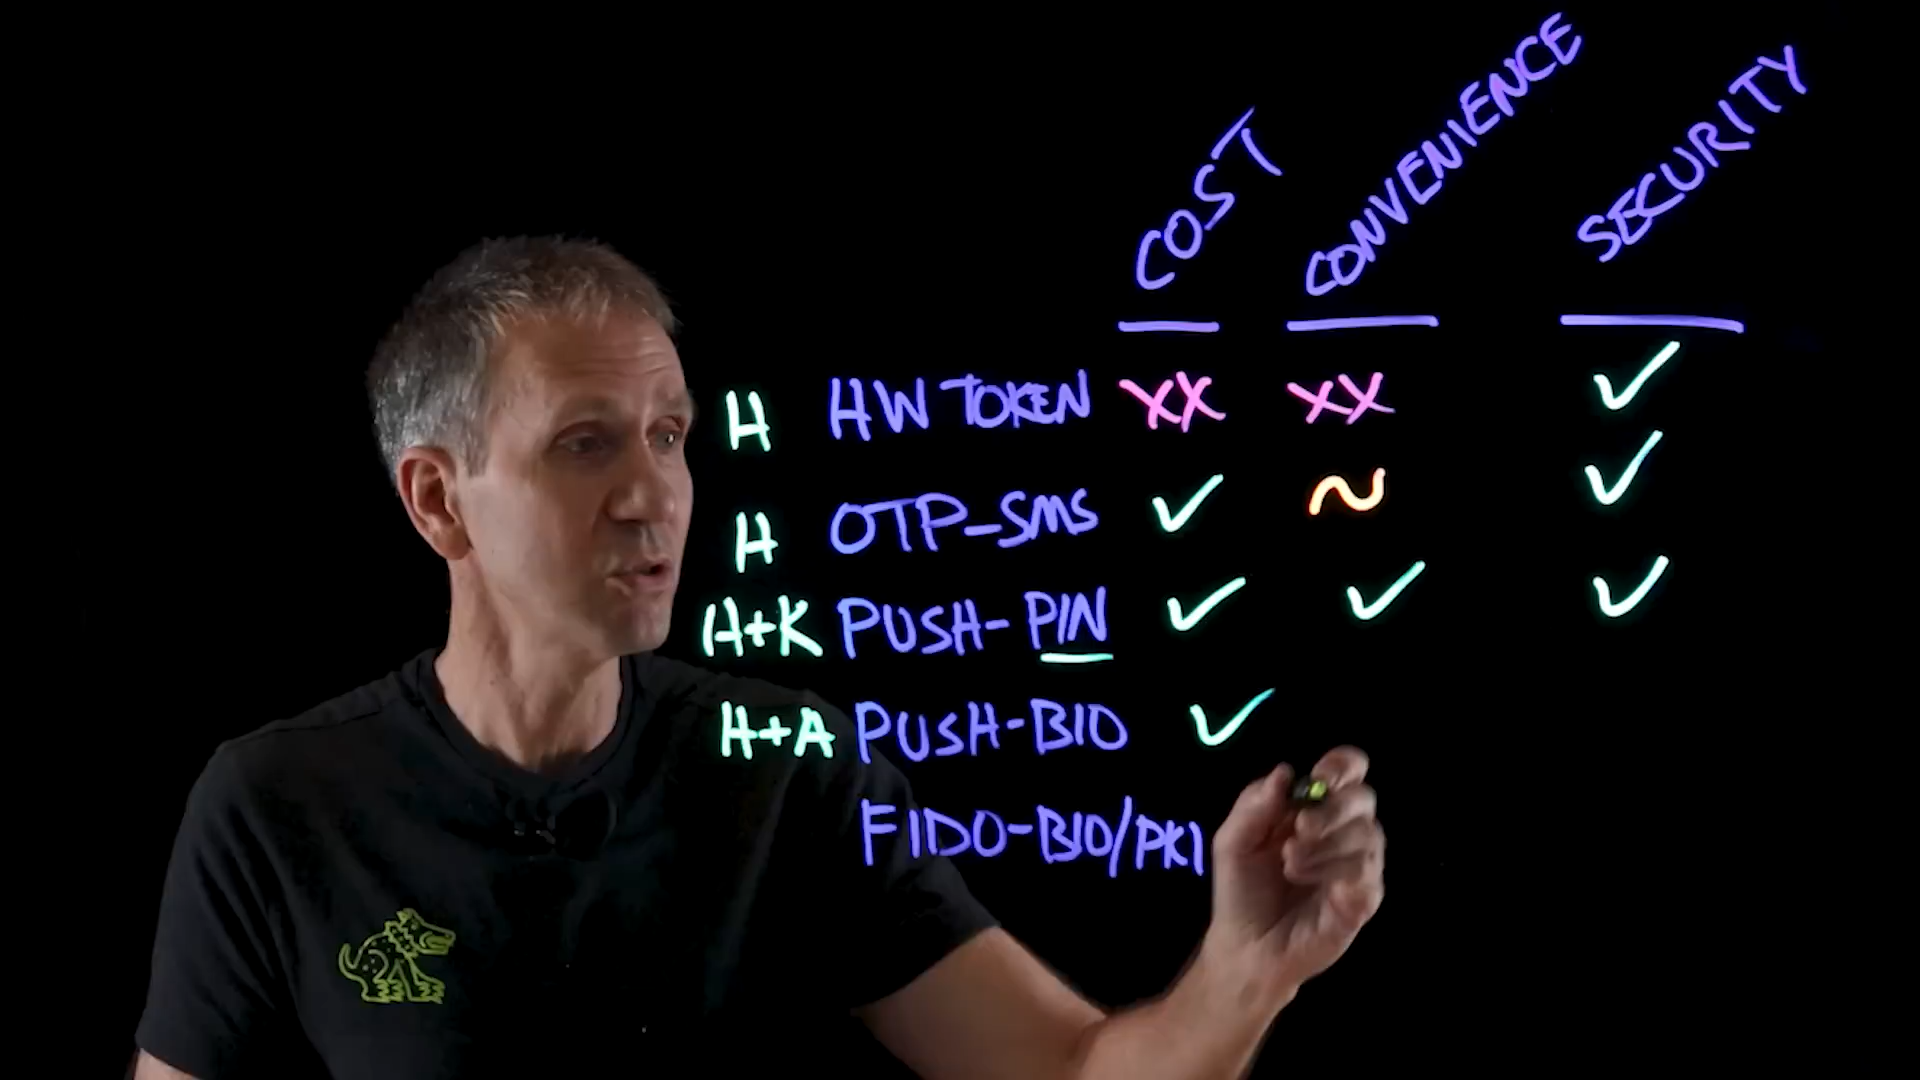 COST CONVENIENCE SECURITY
H HW TOKEN XX XX ✓
H OTP-SMS ✓ ~ ✓
H+K PUSH-PIN ✓ ✓ ✓
H+A PUSH-BIO ✓
FIDO-BIO/PKI